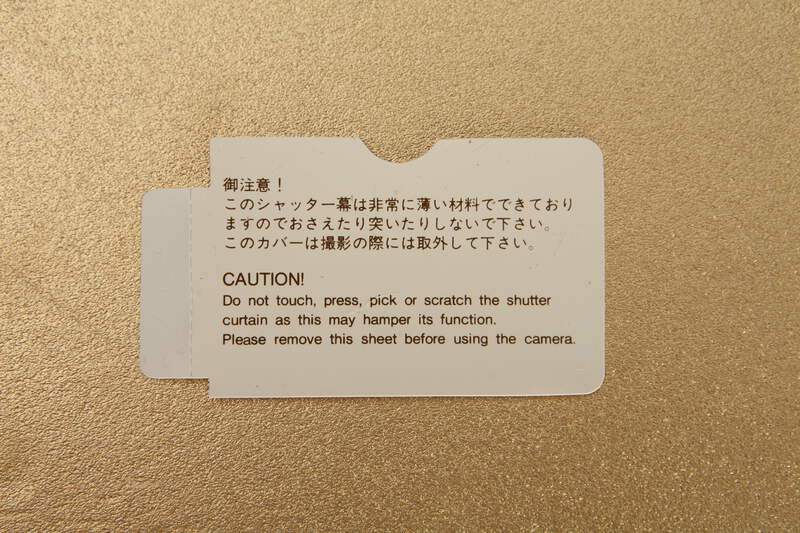 御注意！
このシャッター幕は非常に薄い材料でできており
ますのでおさえたり突いたりしないで下さい。
このカバーは撮影の際には取外して下さい。
CAUTION!
Do not touch, press, pick or scratch the shutter
curtain as this may hamper its function.
Please remove this sheet before using the camera.